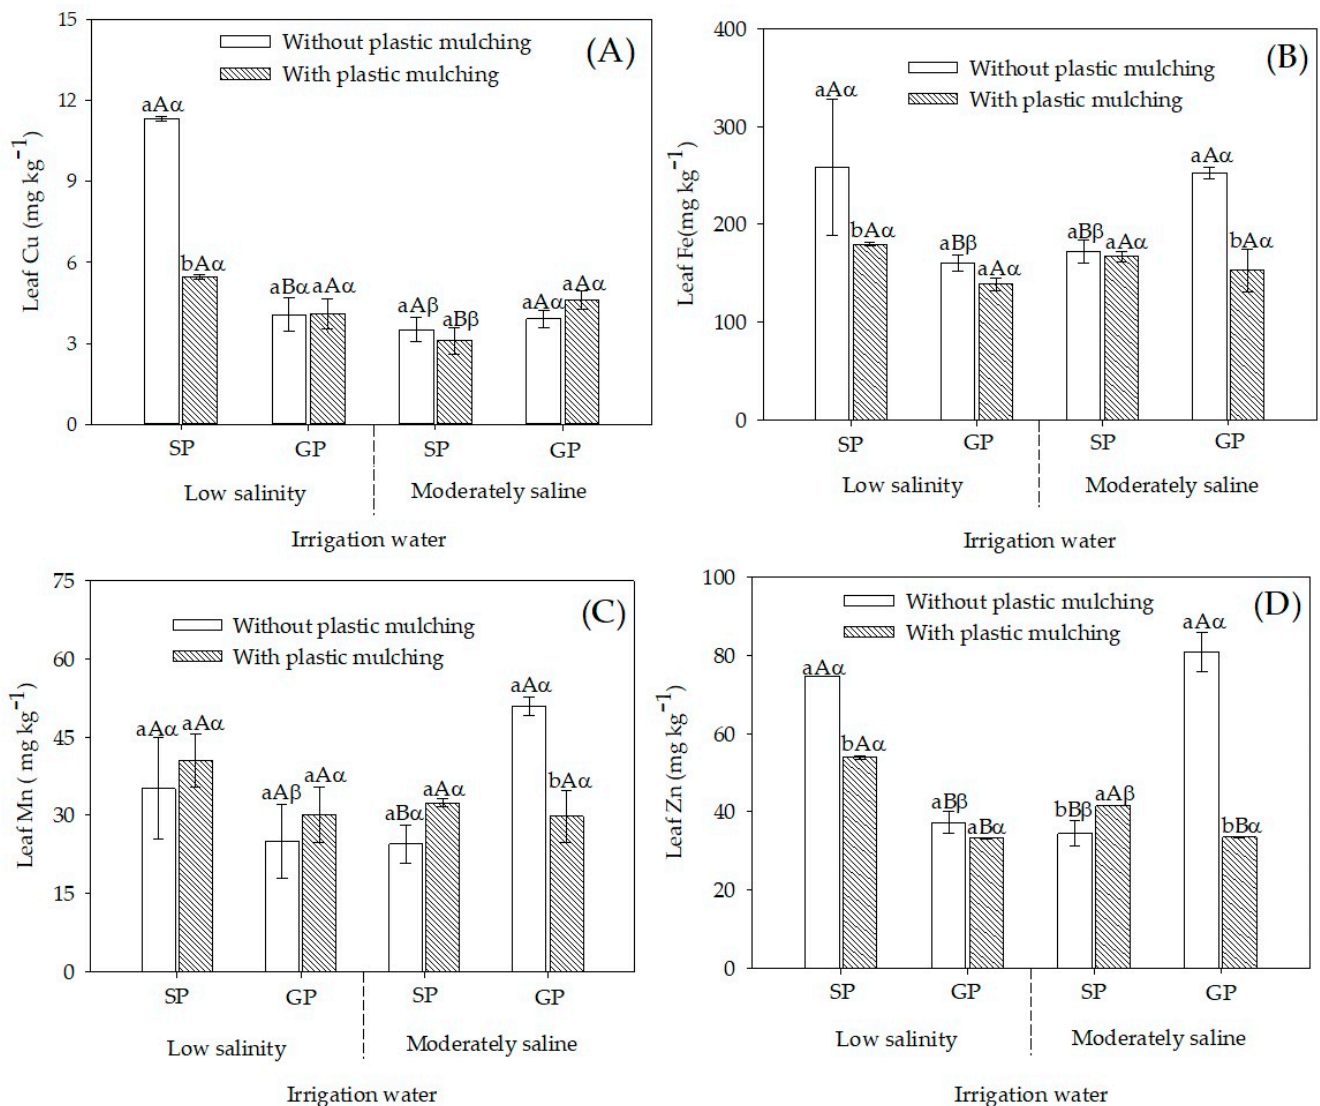 15
12
9
6
3
0
Leaf Cu (mg kg⁻¹)
Without plastic mulching
With plastic mulching
(A)
aAα
bAα
aBα
aAα
aAβ
aBβ
aAα
aAα
SP GP SP GP
Low salinity Moderately saline
Irrigation water
400
300
200
100
0
Leaf Fe(mg kg⁻¹)
Without plastic mulching
With plastic mulching
(B)
aAα
bAα
aBβ
aAα
aBβ
aAα
aAα
bAα
SP GP SP GP
Low salinity Moderately saline
Irrigation water
75
60
45
30
15
0
Leaf Mn ( mg kg⁻¹)
Without plastic mulching
With plastic mulching
(C)
aAα
aAα
aAβ
aAα
aBα
aAα
aAα
bAα
SP GP SP GP
Low salinity Moderately saline
Irrigation water
100
80
60
40
20
0
Leaf Zn (mg kg⁻¹)
Without plastic mulching
With plastic mulching
(D)
aAα
bAα
aBβ
aBα
bBβ
aAβ
aAα
bBα
SP GP SP GP
Low salinity Moderately saline
Irrigation water